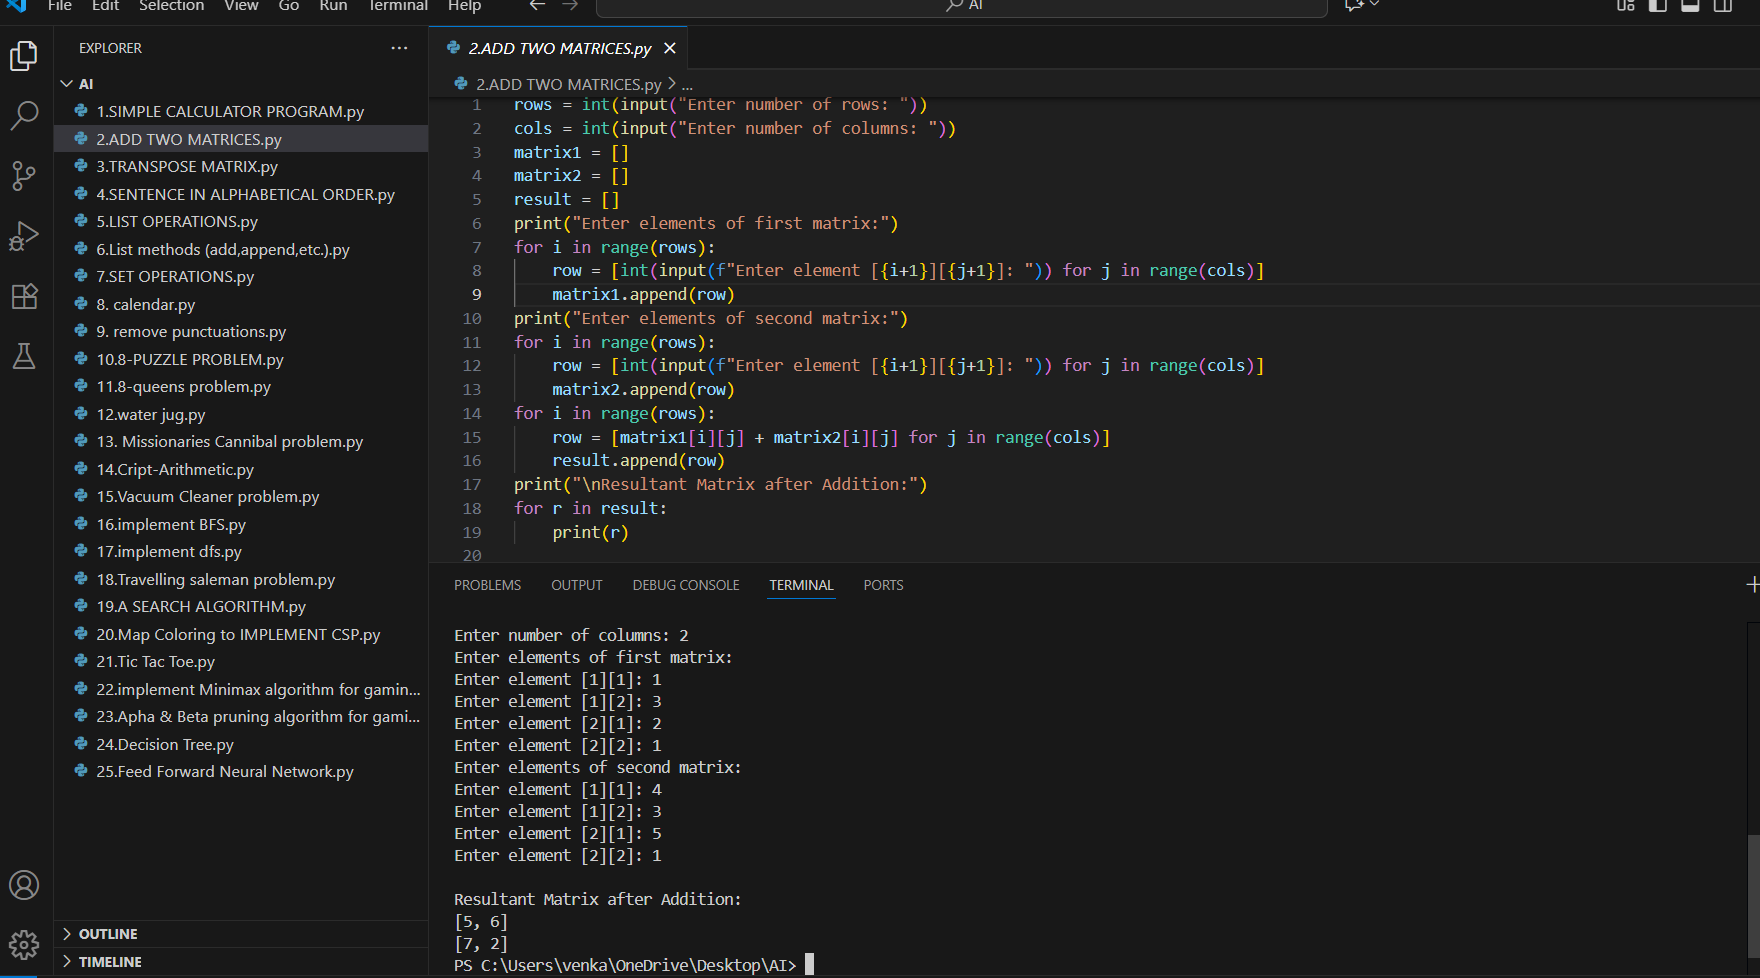 File Edit Selection View Go Run Terminal Help
AI
EXPLORER
AI
1.SIMPLE CALCULATOR PROGRAM.py
2.ADD TWO MATRICES.py
3.TRANSPOSE MATRIX.py
4.SENTENCE IN ALPHABETICAL ORDER.py
5.LIST OPERATIONS.py
6.List methods (add,append,etc.).py
7.SET OPERATIONS.py
8. calendar.py
9. remove punctuations.py
10.8-PUZZLE PROBLEM.py
11.8-queens problem.py
12.water jug.py
13. Missionaries Cannibal problem.py
14.Cript-Arithmetic.py
15.Vacuum Cleaner problem.py
16.implement BFS.py
17.implement dfs.py
18.Travelling saleman problem.py
19.A SEARCH ALGORITHM.py
20.Map Coloring to IMPLEMENT CSP.py
21.Tic Tac Toe.py
22.implement Minimax algorithm for gamin...
23.Apha & Beta pruning algorithm for gami...
24.Decision Tree.py
25.Feed Forward Neural Network.py
OUTLINE
TIMELINE
2.ADD TWO MATRICES.py
2.ADD TWO MATRICES.py > ...
1 rows = int(input("Enter number of rows: "))
2 cols = int(input("Enter number of columns: "))
3 matrix1 = []
4 matrix2 = []
5 result = []
6 print("Enter elements of first matrix:")
7 for i in range(rows):
8     row = [int(input(f"Enter element [{i+1}][{j+1}]: ")) for j in range(cols)]
9     matrix1.append(row)
10 print("Enter elements of second matrix:")
11 for i in range(rows):
12     row = [int(input(f"Enter element [{i+1}][{j+1}]: ")) for j in range(cols)]
13     matrix2.append(row)
14 for i in range(rows):
15     row = [matrix1[i][j] + matrix2[i][j] for j in range(cols)]
16     result.append(row)
17 print("\nResultant Matrix after Addition:")
18 for r in result:
19     print(r)
20
PROBLEMS OUTPUT DEBUG CONSOLE TERMINAL PORTS
Enter number of columns: 2
Enter elements of first matrix:
Enter element [1][1]: 1
Enter element [1][2]: 3
Enter element [2][1]: 2
Enter element [2][2]: 1
Enter elements of second matrix:
Enter element [1][1]: 4
Enter element [1][2]: 3
Enter element [2][1]: 5
Enter element [2][2]: 1
Resultant Matrix after Addition:
[5, 6]
[7, 2]
PS C:\Users\venka\OneDrive\Desktop\AI>